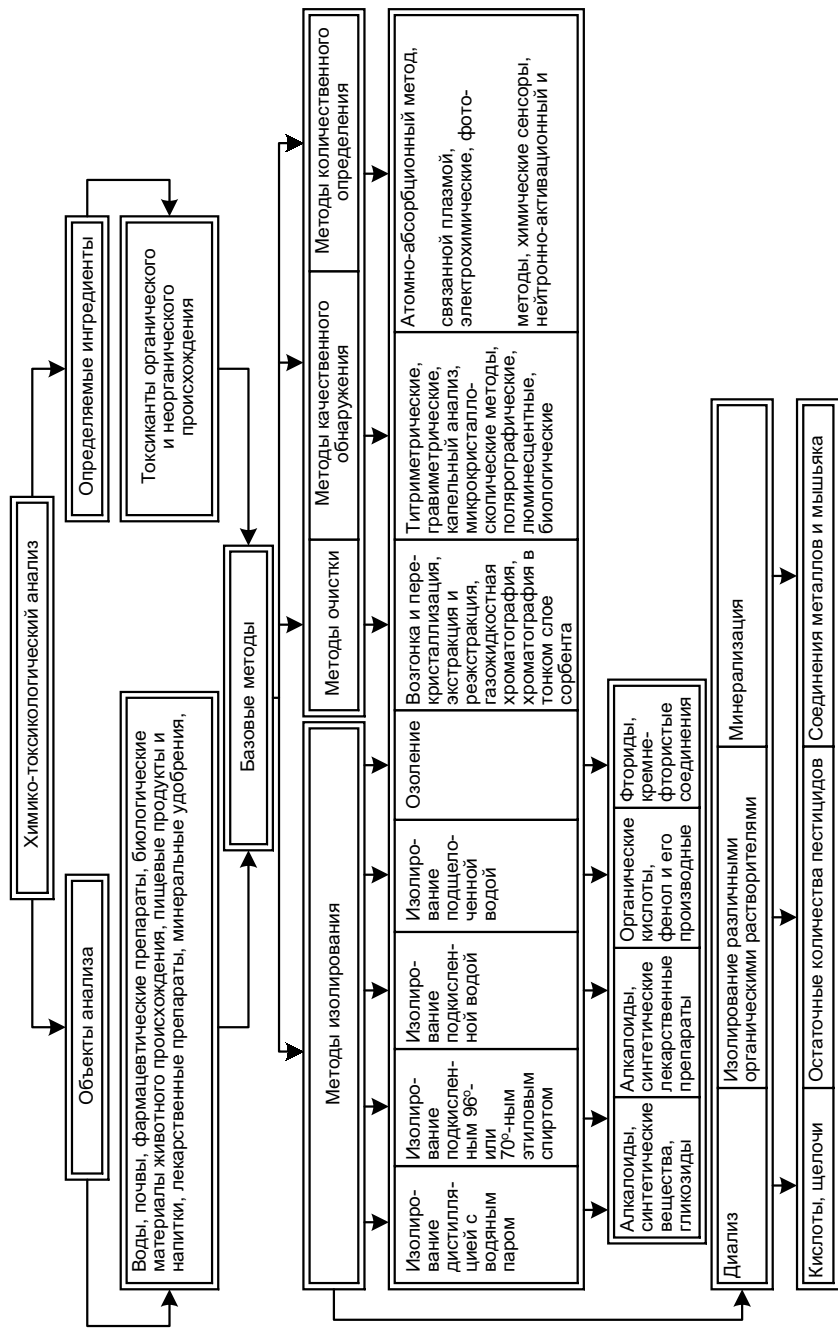 Химико-токсикологический анализ
Объекты анализа
Определяемые ингредиенты
Воды, почвы, фармацевтические препараты, биологические
материалы животного происхождения, пищевые продукты и
напитки, лекарственные препараты, минеральные удобрения,
Токсиканты органического
и неорганического
происхождения
Базовые методы
Методы изолирования
Методы очистки
Методы качественного
обнаружения
Методы количественного
определения
Изолиро-
вание
дистилля-
цией с
водяным
паром
Изолиро-
вание
подкислен-
ным 96º-
или
70º-ным
этиловым
спиртом
Изолиро-
вание
подкислен-
ной водой
Изолиро-
вание
подщело-
ченной
водой
Озоление
Возгонка и пере-
кристаллизация,
экстракция и
реэкстракция,
газожидкостная
хроматография,
хроматография в
тонком слое
сорбента
Титриметрические,
гравиметрические,
капельный анализ,
микрокристалло-
скопические методы,
полярографические,
люминесцентные,
биологические
Атомно-абсорбционный метод,
связанной плазмой,
электрохимические, фото-
методы, химические сенсоры,
нейтронно-активационный и
Алкалоиды,
синтетические
вещества,
гликозиды
Алкалоиды,
синтетические
лекарственные
препараты
Органические
кислоты,
фенол и его
производные
Фториды,
кремне-
фтористые
соединения
Диализ
Изолирование различными
органическими растворителями
Минерализация
Кислоты, щелочи
Остаточные количества пестицидов
Соединения металлов и мышьяка